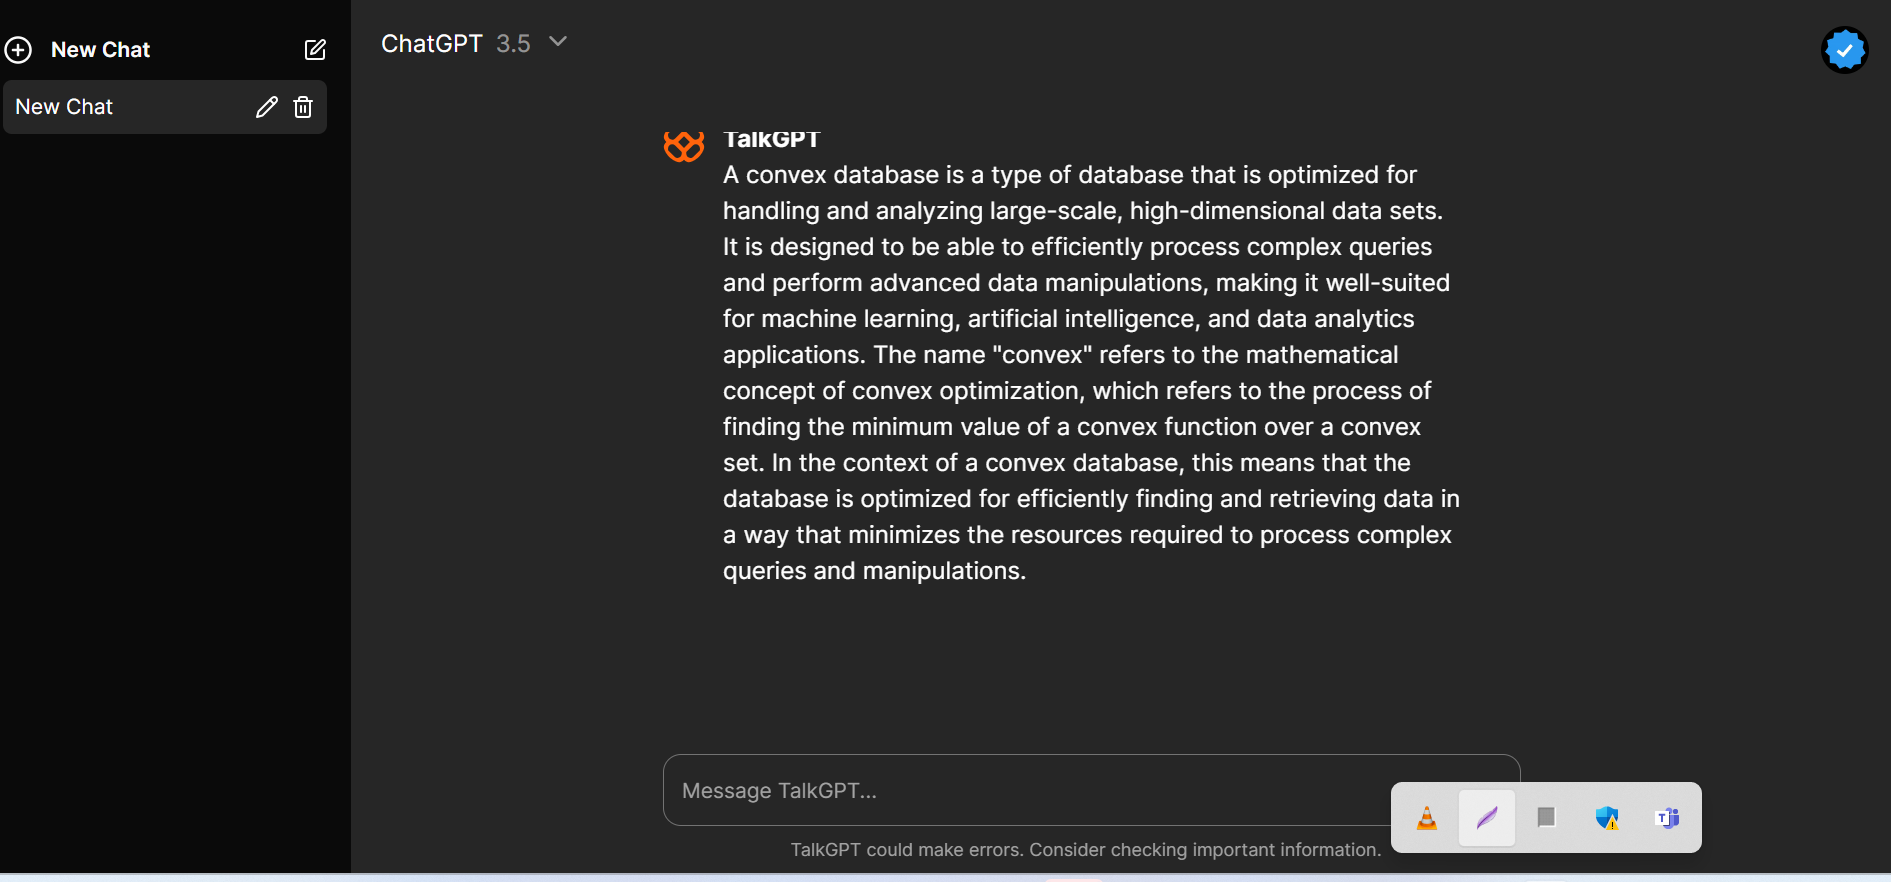 New Chat
New Chat
ChatGPT 3.5
TalkGPT
A convex database is a type of database that is optimized for
handling and analyzing large-scale, high-dimensional data sets.
It is designed to be able to efficiently process complex queries
and perform advanced data manipulations, making it well-suited
for machine learning, artificial intelligence, and data analytics
applications. The name "convex" refers to the mathematical
concept of convex optimization, which refers to the process of
finding the minimum value of a convex function over a convex
set. In the context of a convex database, this means that the
database is optimized for efficiently finding and retrieving data in
a way that minimizes the resources required to process complex
queries and manipulations.
Message TalkGPT...
TalkGPT could make errors. Consider checking important information.